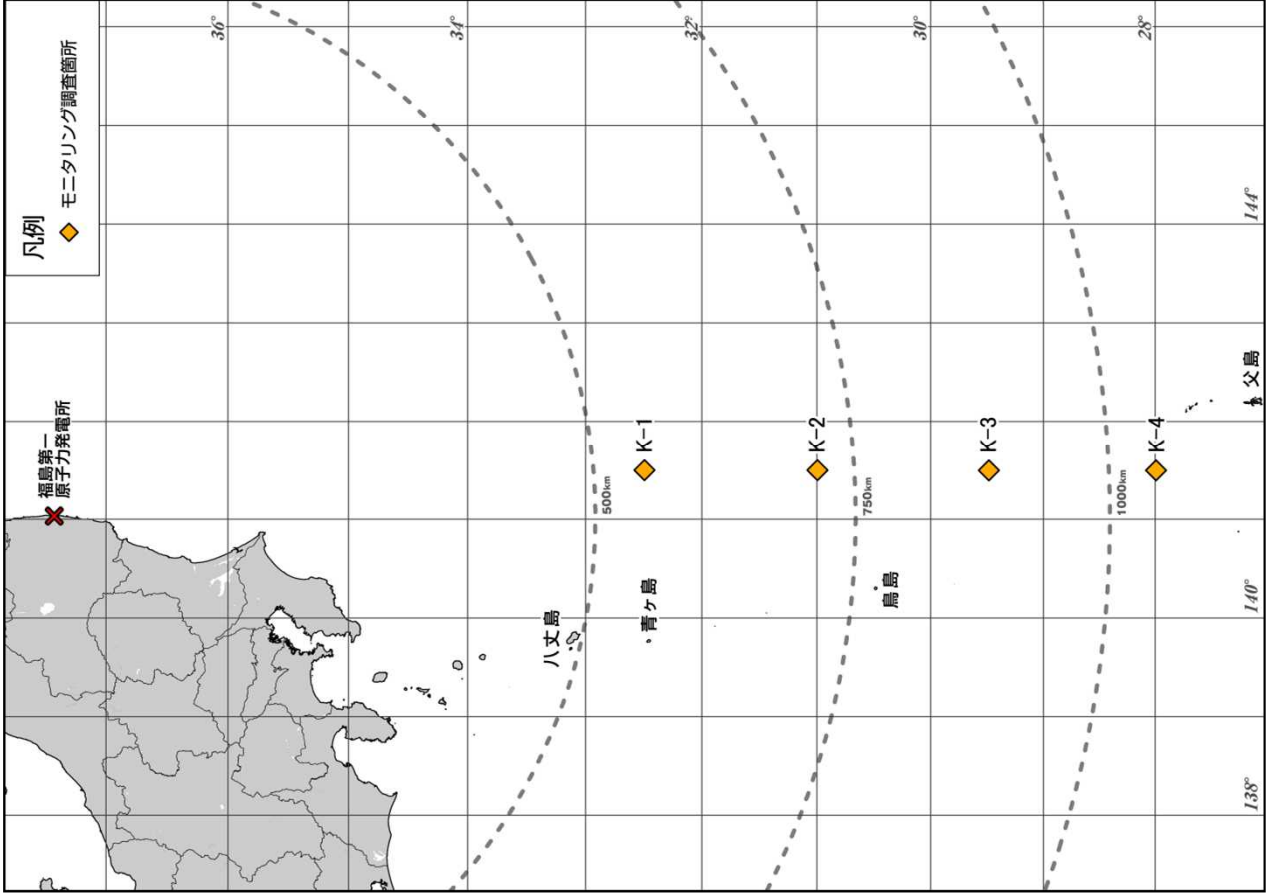 凡例
モニタリング調査箇所
福島第一
原子力発電所
36°
34°
32°
30°
28°
144°
140°
138°
500km
750km
1000km
八丈島
青ヶ島
鳥島
父島
K-1
K-2
K-3
K-4